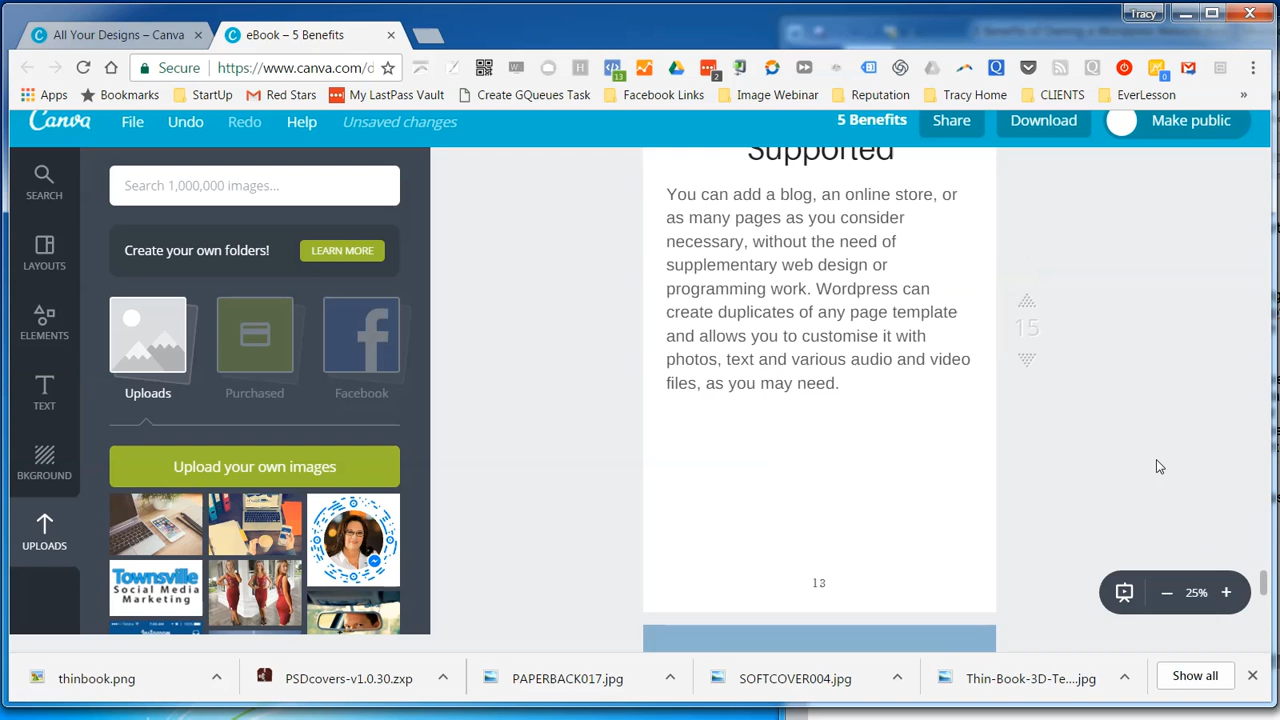 Tracy
All Your Designs – Canva
eBook – 5 Benefits
Secure
https://www.canva.com/d
13
2
0
Apps
Bookmarks
StartUp
Red Stars
My LastPass Vault
Create GQueues Task
Facebook Links
Image Webinar
Reputation
Tracy Home
CLIENTS
EverLesson
»
Canva
File
Undo
Redo
Help
Unsaved changes
5 Benefits
Share
Download
Make public
SEARCH
LAYOUTS
ELEMENTS
TEXT
BKGROUND
UPLOADS
Search 1,000,000 images...
Create your own folders!
LEARN MORE
Uploads
Purchased
Facebook
Upload your own images
Townsville
Social Media
Marketing
Supported
You can add a blog, an online store, or
as many pages as you consider
necessary, without the need of
supplementary web design or
programming work. Wordpress can
create duplicates of any page template
and allows you to customise it with
photos, text and various audio and video
files, as you may need.
13
15
25%
thinbook.png
PSDcovers-v1.0.30.zxp
PAPERBACK017.jpg
SOFTCOVER004.jpg
Thin-Book-3D-Te....jpg
Show all